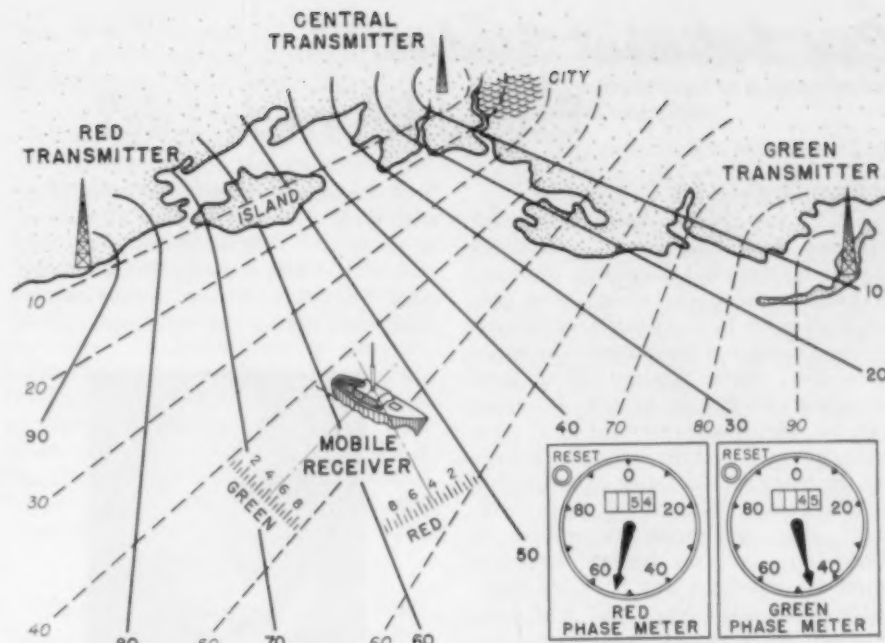 CENTRAL
TRANSMITTER
CITY
RED
TRANSMITTER
GREEN
TRANSMITTER
ISLAND
10
10
20
20
90
40
70
80
30
90
MOBILE
RECEIVER
2
4
6
8
GREEN
8
6
4
2
RED
30
50
40
80
70
60
60
RESET
0
80
20
54
60
40
RED
PHASE METER
RESET
0
80
20
45
60
40
GREEN
PHASE METER